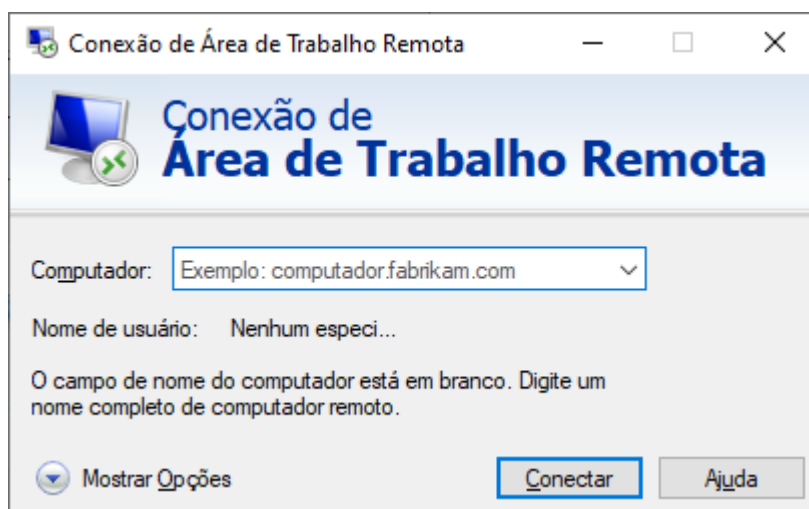 Conexão de Área de Trabalho Remota
Conexão de
Área de Trabalho Remota
Computador: Exemplo: computador.fabrikam.com
Nome de usuário: Nenhum especi...
O campo de nome do computador está em branco. Digite um
nome completo de computador remoto.
Mostrar Opções Conectar Ajuda